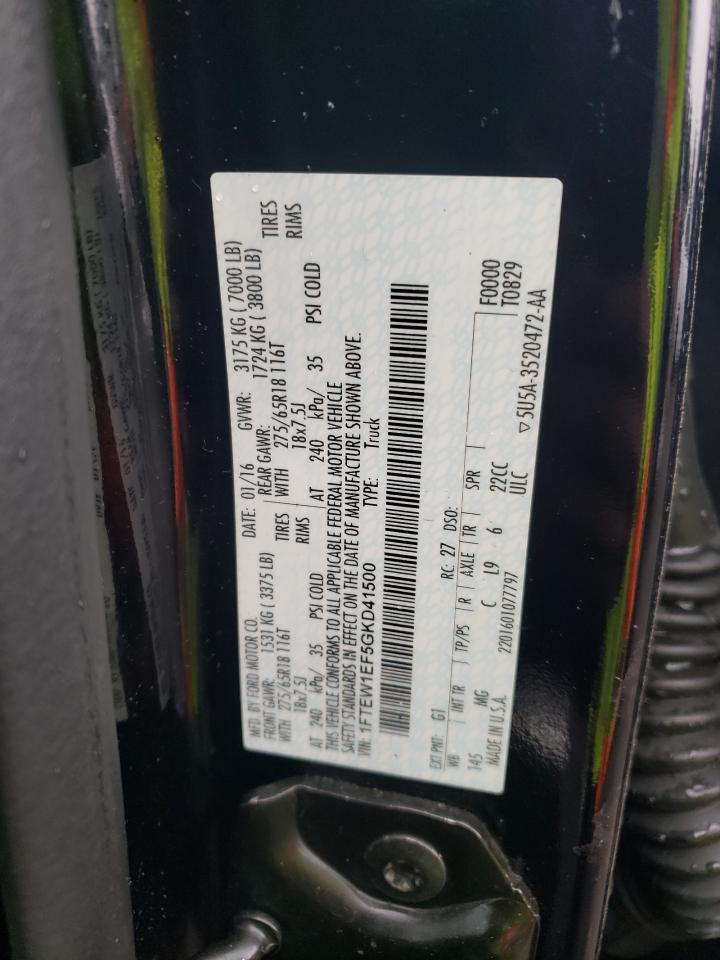 MFD. BY FORD MOTOR CO.
DATE: 01/16 GVWR: 3175 KG ( 7000 LB)
FRONT GAWR: 1531 KG ( 3375 LB) REAR GAWR: 1724 KG ( 3800 LB)
WITH 275/65R18 116T TIRES WITH 275/65R18 116T TIRES
18x7.5J RIMS 18x7.5J RIMS
AT 240 kPa/ 35 PSI COLD AT 240 kPa/ 35 PSI COLD
THIS VEHICLE CONFORMS TO ALL APPLICABLE FEDERAL MOTOR VEHICLE
SAFETY STANDARDS IN EFFECT ON THE DATE OF MANUFACTURE SHOWN ABOVE.
VIN: 1FTEW1EF5GKD41500 TYPE: Truck
EXT PNT: G1 RC: 27 DSO:
WB INT TR TP/PS R AXLE TR SPR
145 MG C L9 6 22CC F0000
MADE IN U.S.A. 2201601077797 ULC T0829
▽5U5A-3520472-AA